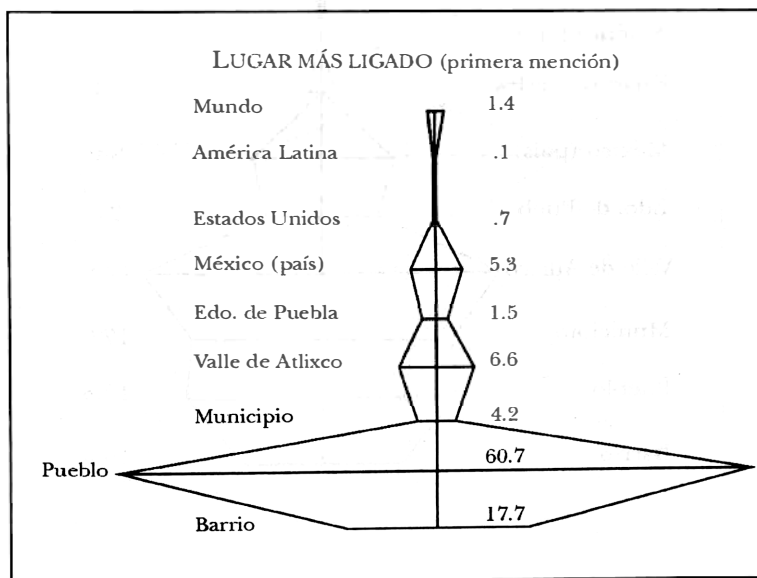 LUGAR MÁS LIGADO (primera mención)
Mundo 1.4
América Latina .1
Estados Unidos .7
México (país) 5.3
Edo. de Puebla 1.5
Valle de Atlixco 6.6
Municipio 4.2
Pueblo 60.7
Barrio 17.7